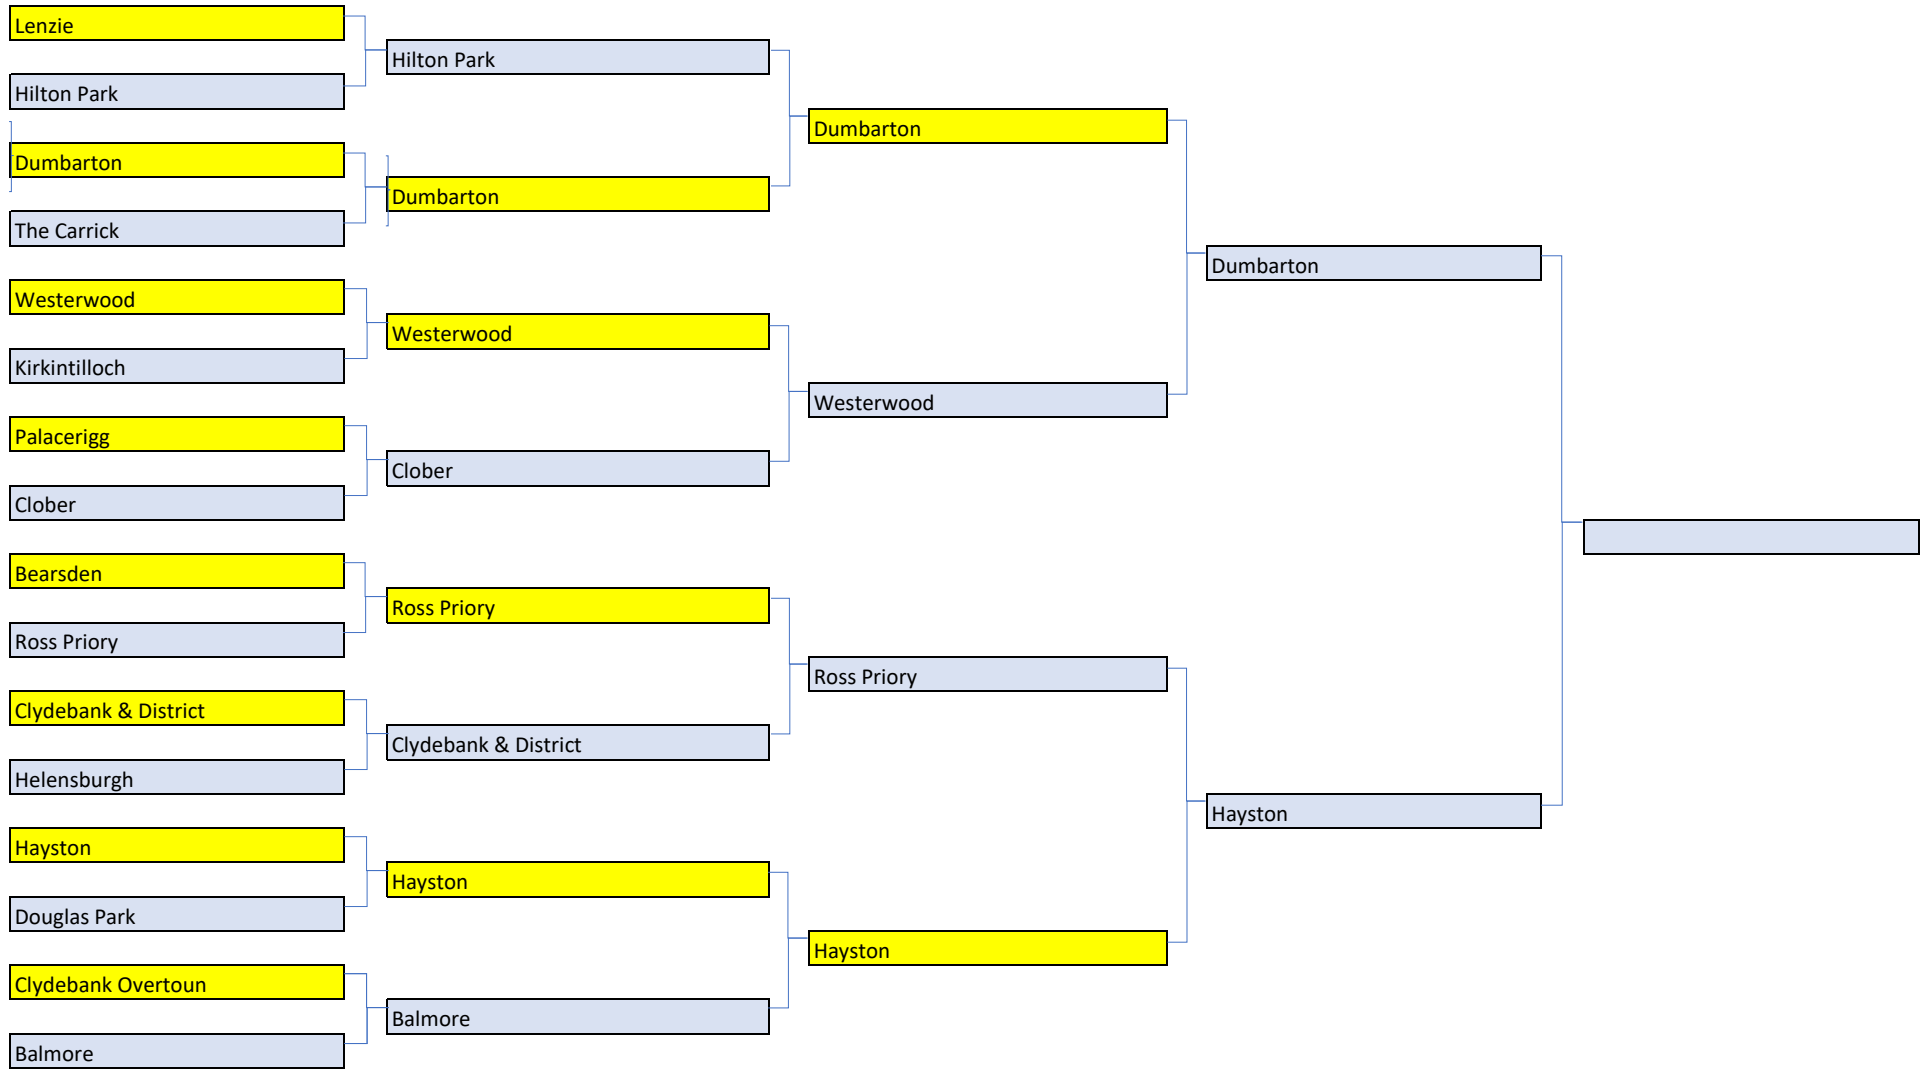 Lenzie
Hilton Park
Dumbarton
The Carrick
Westerwood
Kirkintilloch
Palacerigg
Clober
Bearsden
Ross Priory
Clydebank & District
Helensburgh
Hayston
Douglas Park
Clydebank Overtoun
Balmore
Hilton Park
Dumbarton
Westerwood
Clober
Ross Priory
Clydebank & District
Hayston
Balmore
Dumbarton
Westerwood
Ross Priory
Hayston
Dumbarton
Hayston